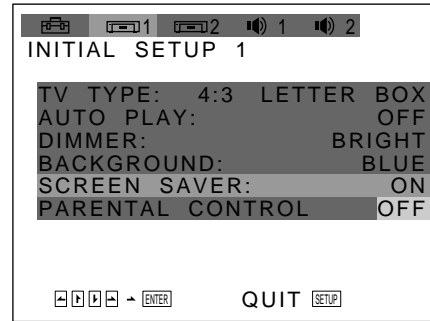 1 2 1 2
INITIAL SETUP 1
TV TYPE: 4:3 LETTER BOX
AUTO PLAY: OFF
DIMMER: BRIGHT
BACKGROUND: BLUE
SCREEN SAVER: ON
PARENTAL CONTROL OFF
ENTER QUIT SETUP